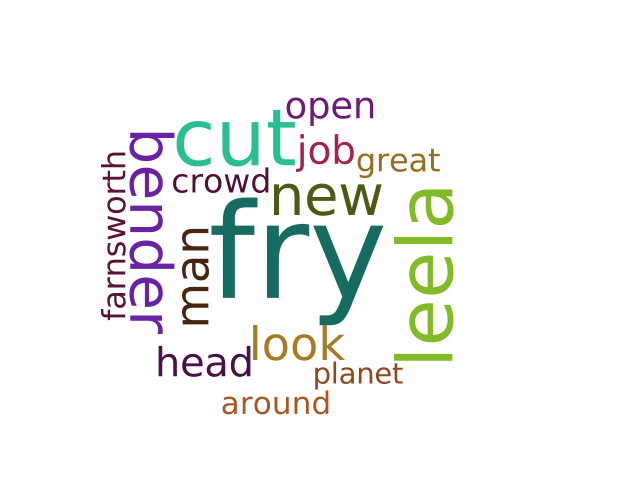 open
cut
job
great
crowd
new
bender
farnsworth
fry
man
leela
look
head
planet
around